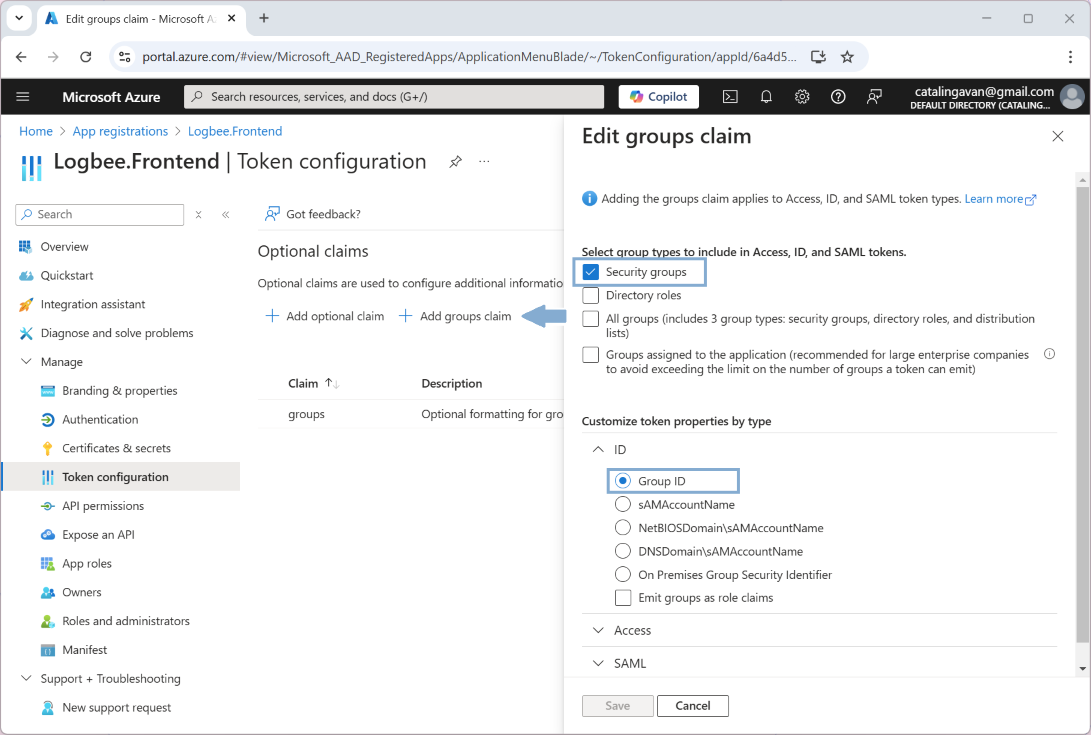 Edit groups claim - Microsoft A
portal.azure.com/#view/Microsoft_AAD_RegisteredApps/ApplicationMenuBlade/~/TokenConfiguration/appId/6a4d5...
Microsoft Azure
Search resources, services, and docs (G+/)
Copilot
catalingavan@gmail.com
DEFAULT DIRECTORY (CATALING...
Home > App registrations > Logbee.Frontend
Logbee.Frontend | Token configuration
...
Search
Overview
Quickstart
Integration assistant
Diagnose and solve problems
Manage
Branding & properties
Authentication
Certificates & secrets
Token configuration
API permissions
Expose an API
App roles
Owners
Roles and administrators
Manifest
Support + Troubleshooting
New support request
Got feedback?
Optional claims
Optional claims are used to configure additional informatio
Add optional claim
Add groups claim
Claim
Description
groups
Optional formatting for gro
Edit groups claim
Adding the groups claim applies to Access, ID, and SAML token types. Learn more
Select group types to include in Access, ID, and SAML tokens.
Security groups
Directory roles
All groups (includes 3 group types: security groups, directory roles, and distribution
lists)
Groups assigned to the application (recommended for large enterprise companies
to avoid exceeding the limit on the number of groups a token can emit)
Customize token properties by type
ID
Group ID
sAMAccountName
NetBIOSDomain\sAMAccountName
DNSDomain\sAMAccountName
On Premises Group Security Identifier
Emit groups as role claims
Access
SAML
Save
Cancel